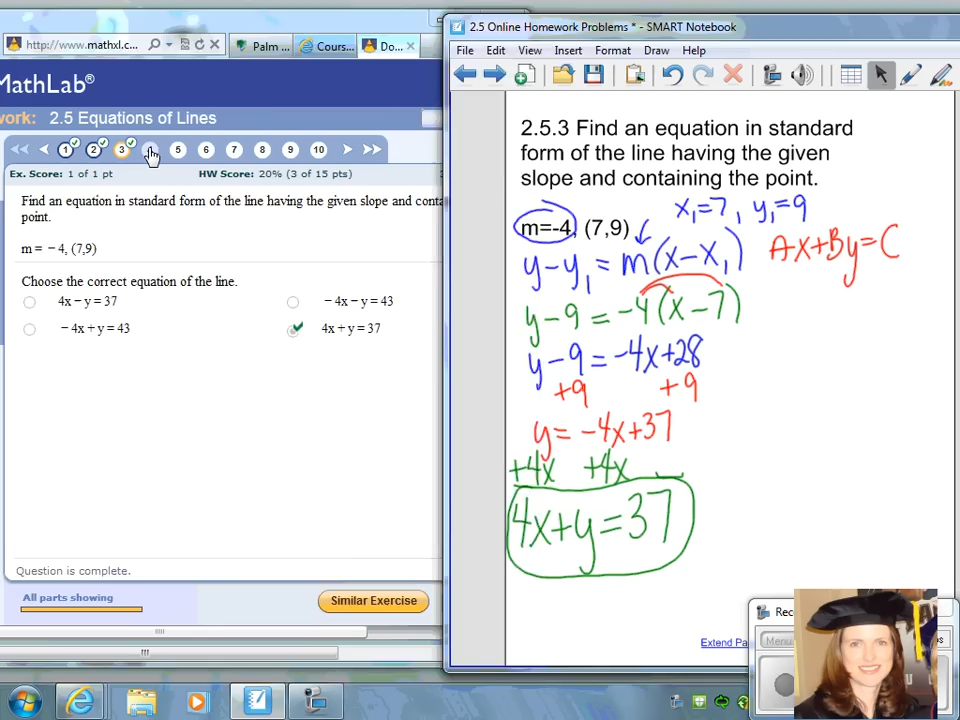 2.5 Online Homework Problems * - SMART Notebook
http://www.mathxl.c...
Palm ...
Cours...
Do...
File Edit View Insert Format Draw Help
MathLab®
work: 2.5 Equations of Lines
1 2 3 4 5 6 7 8 9 10
Ex. Score: 1 of 1 pt
HW Score: 20% (3 of 15 pts)
Find an equation in standard form of the line having the given slope and conta
point.
m = − 4, (7,9)
Choose the correct equation of the line.
4x − y = 37
− 4x − y = 43
− 4x + y = 43
4x + y = 37
Question is complete.
All parts showing
Similar Exercise
2.5.3 Find an equation in standard
form of the line having the given
slope and containing the point.
x₁=7, y₁=9
m=-4, (7,9)
y-y₁ = m(x-x₁)
Ax+By=C
y-9 = -4(x-7)
y-9 = -4x+28
+9 +9
y= -4x+37
+4x +4x
4x+y=37
Extend Pa
Rec
Menu